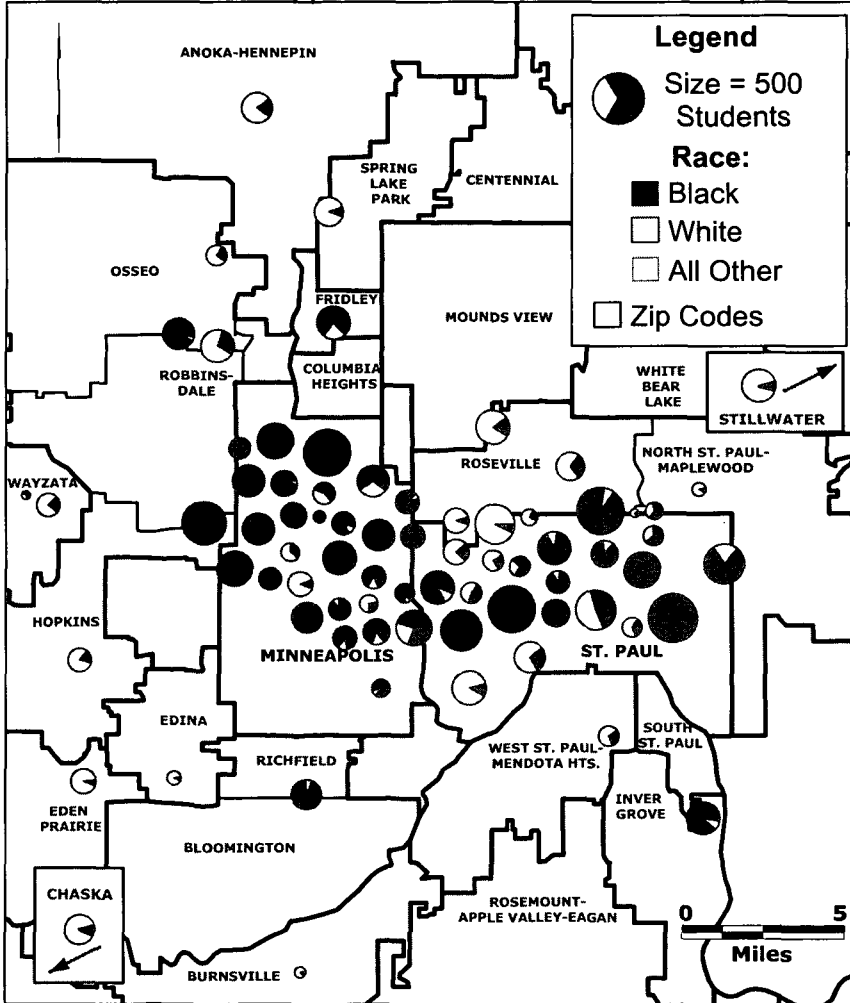 ANOKA-HENNEPIN
Legend
Size = 500
Students
Race:
Black
White
All Other
Zip Codes
SPRING
LAKE
PARK
CENTENNIAL
OSSEO
FRIDLEY
MOUNDS VIEW
ROBBINS-
DALE
COLUMBIA
HEIGHTS
WHITE
BEAR
LAKE
STILLWATER
ROSEVILLE
NORTH ST. PAUL-
MAPLEWOOD
WAYZATA
HOPKINS
MINNEAPOLIS
ST. PAUL
EDINA
RICHFIELD
WEST ST. PAUL-
MENDOTA HTS.
SOUTH
ST. PAUL
EDEN
PRAIRIE
INVER
GROVE
BLOOMINGTON
CHASKA
ROSEMOUNT-
APPLE VALLEY-EAGAN
0 5
Miles
BURNSVILLE